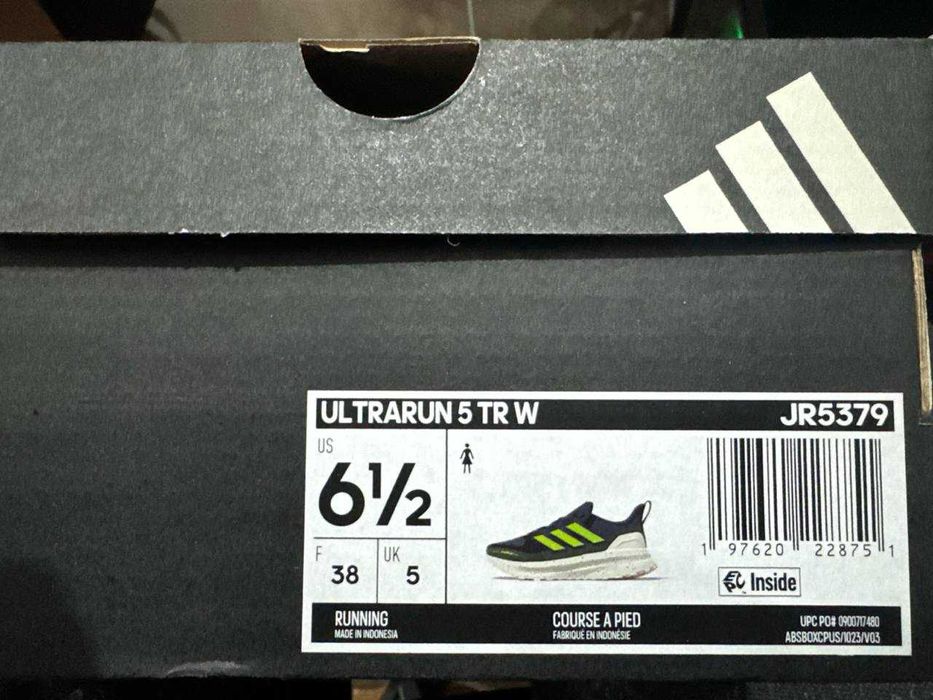 ULTRARUN 5 TR W JR5379
US
6½
F 38 UK 5
1 97620 22875 1
Inside
RUNNING COURSE A PIED UPC PO# 0900717480
MADE IN INDONESIA FABRIQUÉ EN INDONÉSIE ABSBOXCPUS/1023/V03